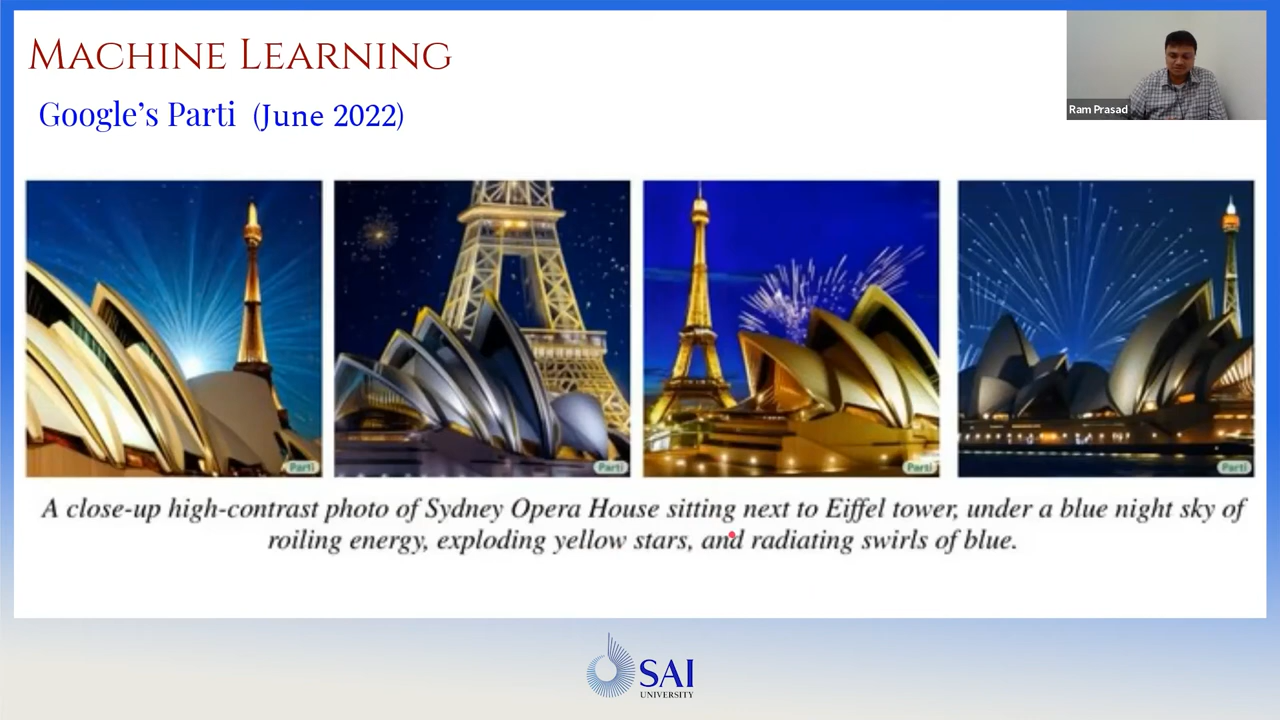 Machine Learning
Google's Parti (June 2022)
Ram Prasad
Parti
Parti
Parti
Parti
A close-up high-contrast photo of Sydney Opera House sitting next to Eiffel tower, under a blue night sky of
roiling energy, exploding yellow stars, and radiating swirls of blue.
SAI
UNIVERSITY